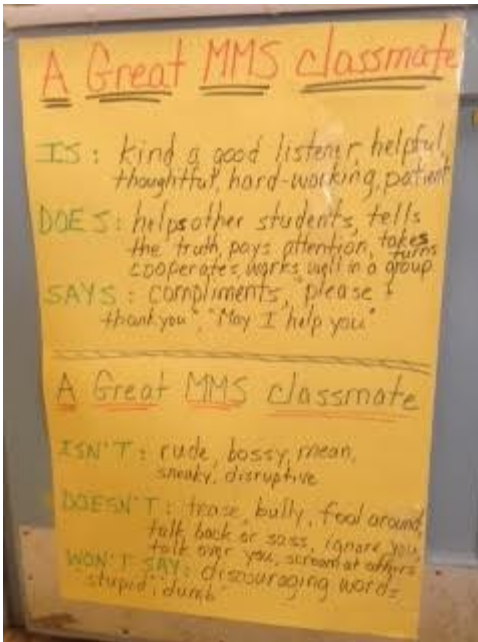 A Great MMS classmate
IS: kind a good listener, helpful,
thoughtful, hard-working, patient
DOES: helps other students, tells
the truth, pays attention, takes turns
cooperates, works well in a group
SAYS: compliments, "please +
thank you", "May I help you"
A Great MMS classmate
ISN'T: rude, bossy, mean,
sneaky, disruptive
DOESN'T: tease, bully, fool around,
talk back or sass, ignore you,
talk over you, scream at others
WON'T SAY: discouraging words
"stupid", "dumb"